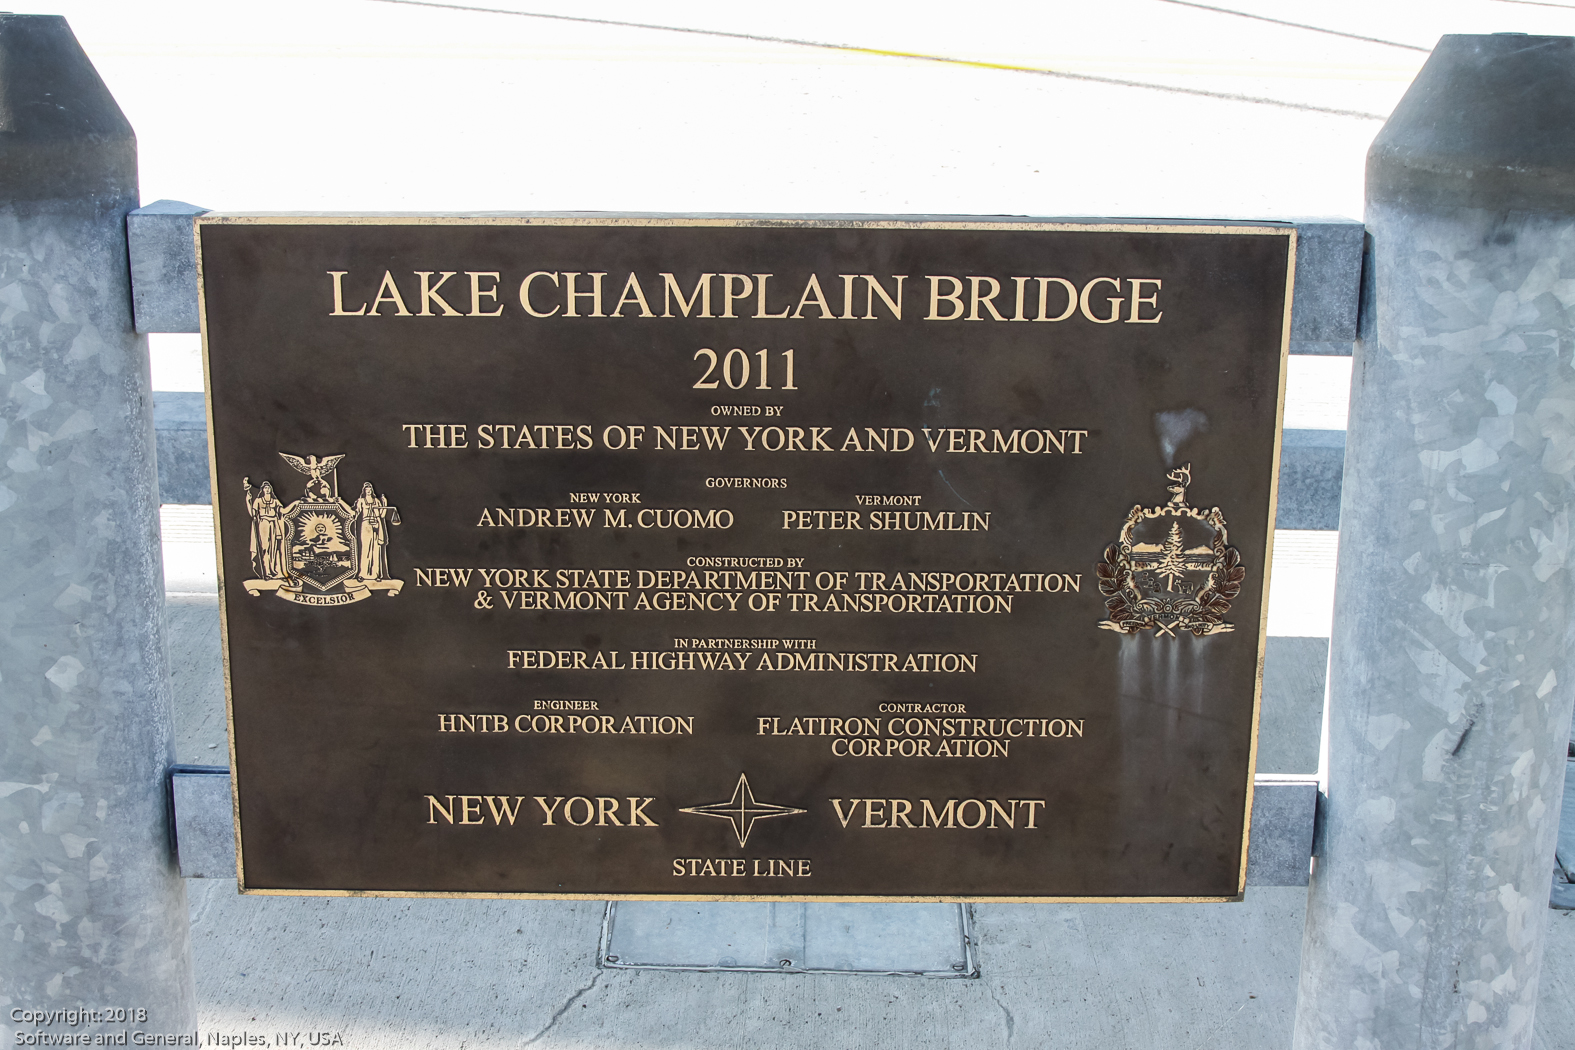 LAKE CHAMPLAIN BRIDGE
2011
OWNED BY
THE STATES OF NEW YORK AND VERMONT
GOVERNORS
NEW YORK VERMONT
ANDREW M. CUOMO PETER SHUMLIN
CONSTRUCTED BY
NEW YORK STATE DEPARTMENT OF TRANSPORTATION
& VERMONT AGENCY OF TRANSPORTATION
EXCELSIOR
IN PARTNERSHIP WITH
FEDERAL HIGHWAY ADMINISTRATION
ENGINEER CONTRACTOR
HNTB CORPORATION FLATIRON CONSTRUCTION
CORPORATION
NEW YORK VERMONT
STATE LINE
Copyright: 2018
Software and General, Naples, NY, USA